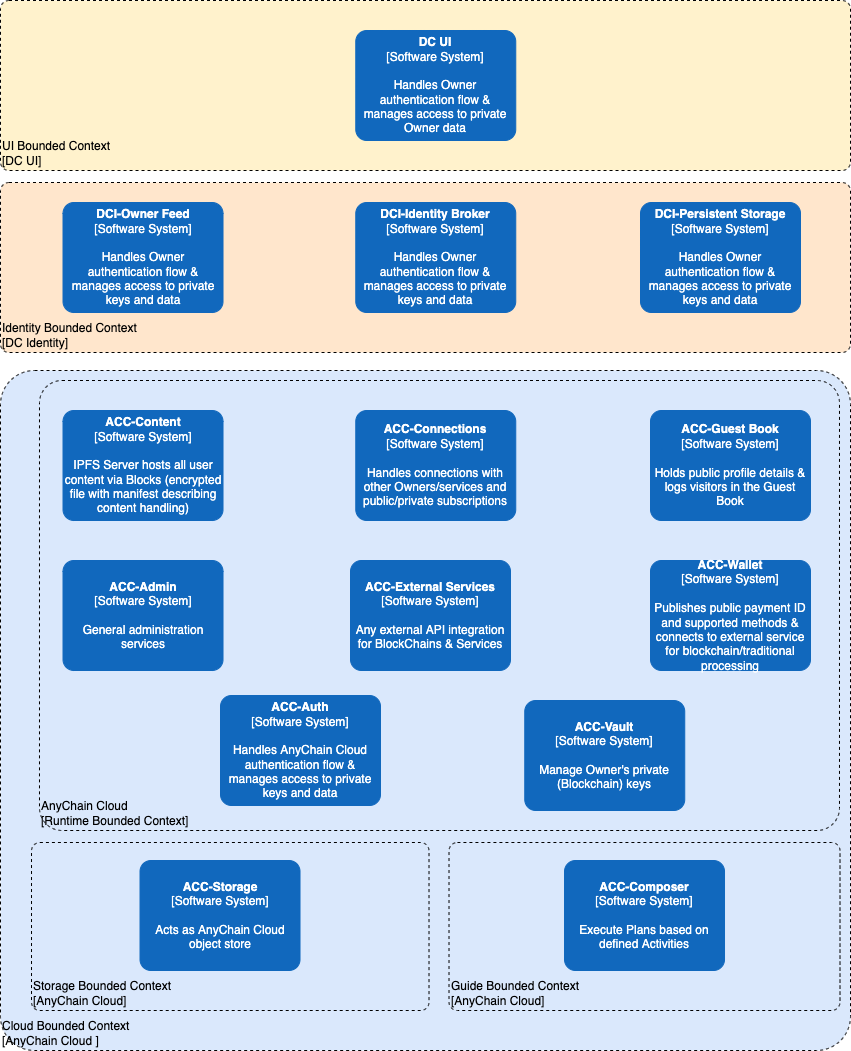 DC UI
[Software System]
Handles Owner
authentication flow &
manages access to private
Owner data
UI Bounded Context
[DC UI]
DCI-Owner Feed
[Software System]
Handles Owner
authentication flow &
manages access to private
keys and data
DCI-Identity Broker
[Software System]
Handles Owner
authentication flow &
manages access to private
keys and data
DCI-Persistent Storage
[Software System]
Handles Owner
authentication flow &
manages access to private
keys and data
Identity Bounded Context
[DC Identity]
ACC-Content
[Software System]
IPFS Server hosts all user
content via Blocks (encrypted
file with manifest describing
content handling)
ACC-Connections
[Software System]
Handles connections with
other Owners/services and
public/private subscriptions
ACC-Guest Book
[Software System]
Holds public profile details &
logs visitors in the Guest
Book
ACC-Admin
[Software System]
General administration
services
ACC-External Services
[Software System]
Any external API integration
for BlockChains & Services
ACC-Wallet
[Software System]
Publishes public payment ID
and supported methods &
connects to external service
for blockchain/traditional
processing
ACC-Auth
[Software System]
Handles AnyChain Cloud
authentication flow &
manages access to private
keys and data
ACC-Vault
[Software System]
Manage Owner's private
(Blockchain) keys
AnyChain Cloud
[Runtime Bounded Context]
ACC-Storage
[Software System]
Acts as AnyChain Cloud
object store
Storage Bounded Context
[AnyChain Cloud]
ACC-Composer
[Software System]
Execute Plans based on
defined Activities
Guide Bounded Context
[AnyChain Cloud]
Cloud Bounded Context
[AnyChain Cloud ]